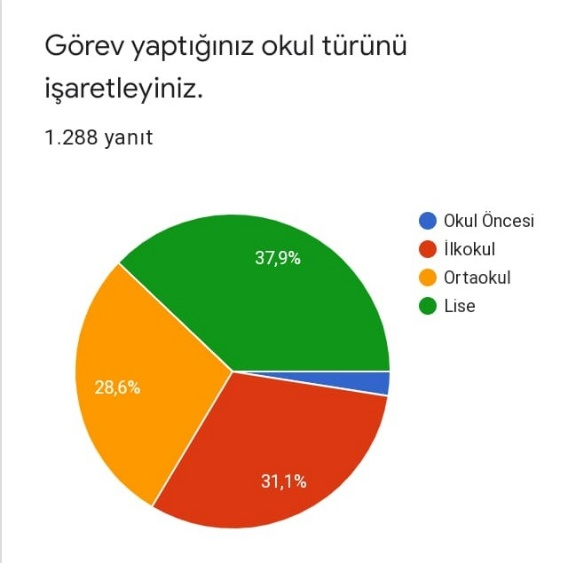 Görev yaptığınız okul türünü
işaretleyiniz.
1.288 yanıt
Okul Öncesi
İlkokul
Ortaokul
Lise
37,9%
28,6%
31,1%